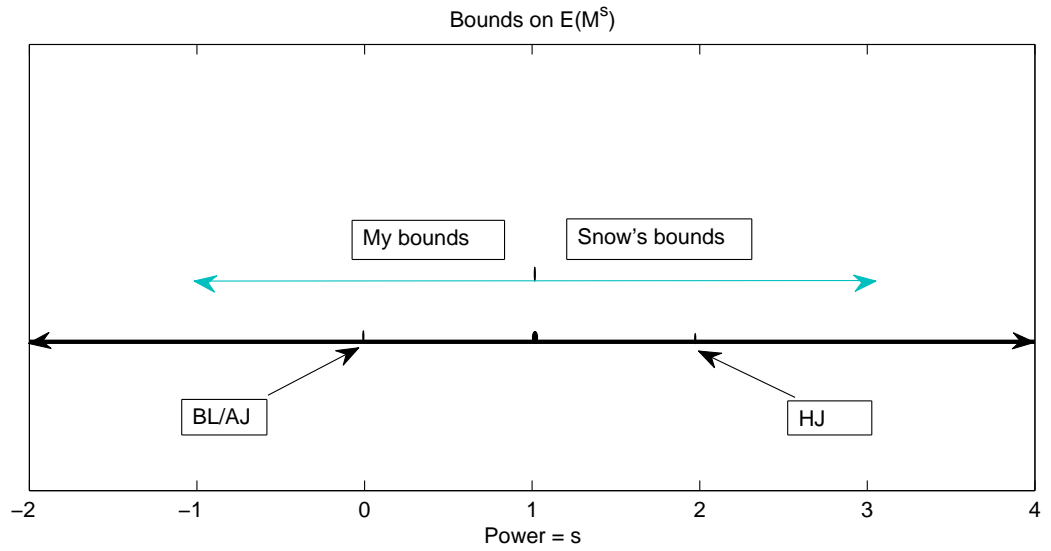 Bounds on E(M^s)
My bounds
Snow's bounds
BL/AJ
HJ
−2 −1 0 1 2 3 4
Power = s